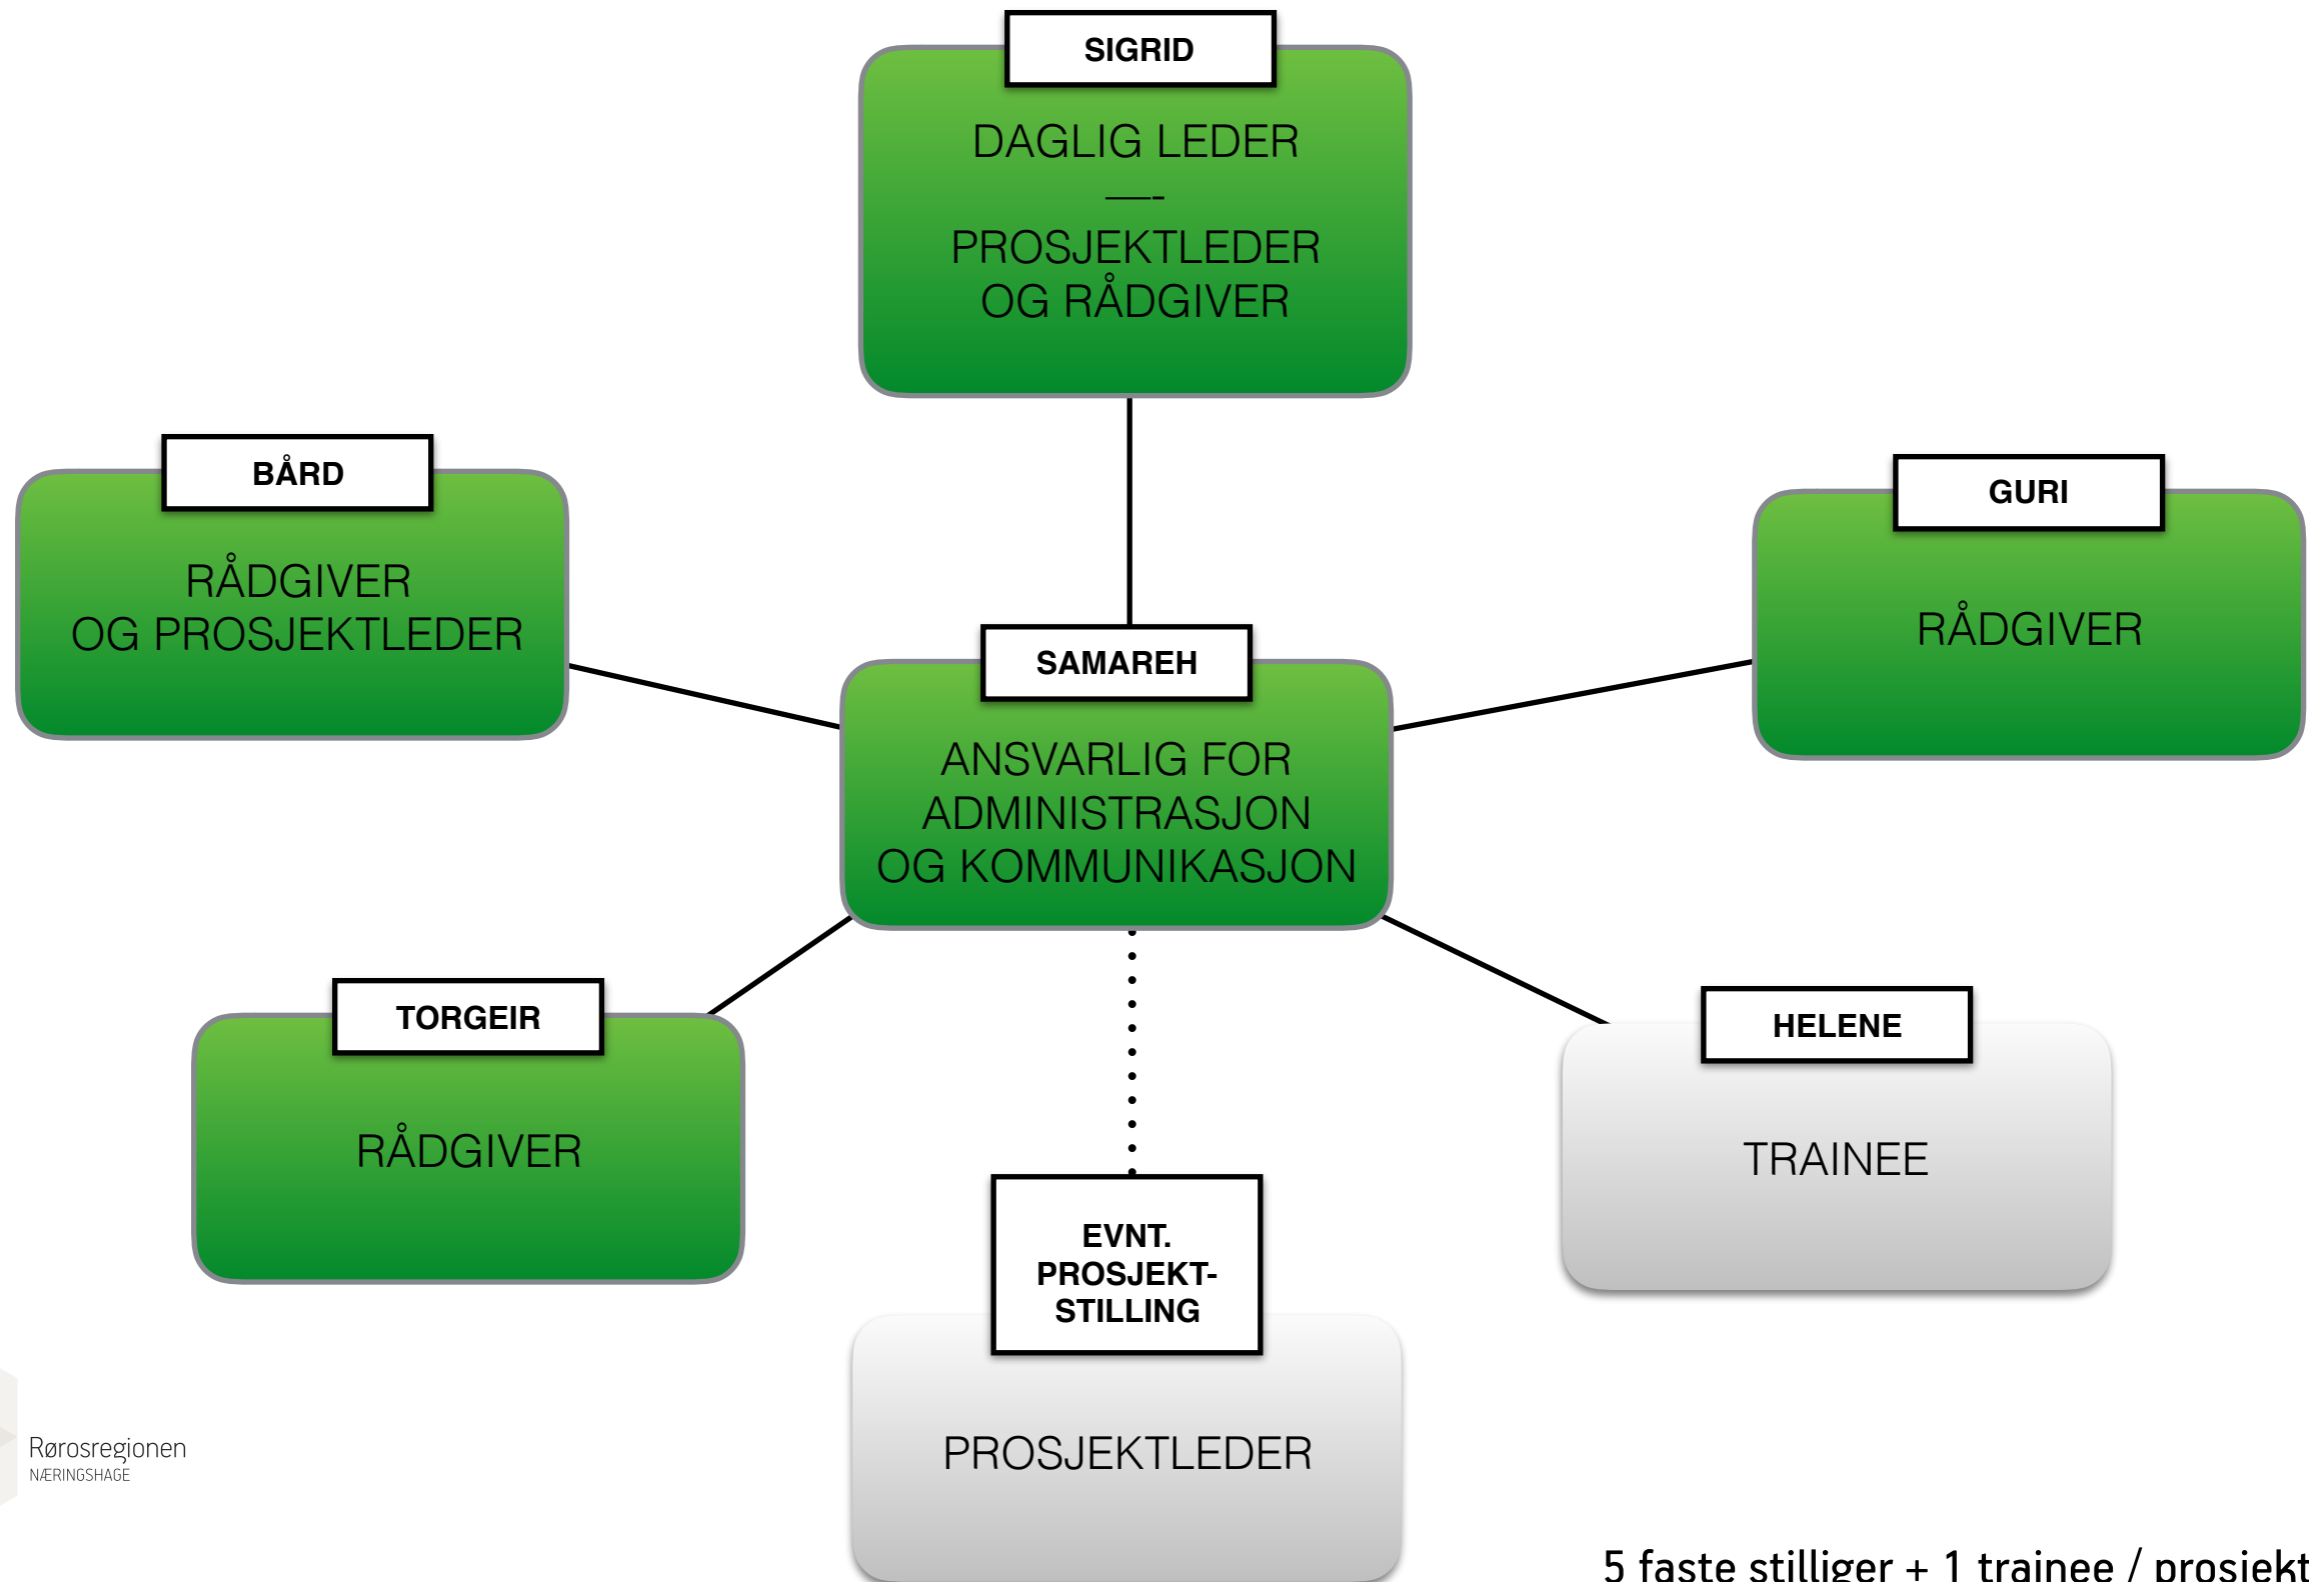 SIGRID
DAGLIG LEDER
—-
PROSJEKTLEDER
OG RÅDGIVER
BÅRD
RÅDGIVER
OG PROSJEKTLEDER
GURI
RÅDGIVER
SAMAREH
ANSVARLIG FOR
ADMINISTRASJON
OG KOMMUNIKASJON
TORGEIR
RÅDGIVER
HELENE
TRAINEE
EVNT.
PROSJEKT-
STILLING
PROSJEKTLEDER
Rørosregionen
NÆRINGSHAGE
5 faste stilliger + 1 trainee / prosjekt